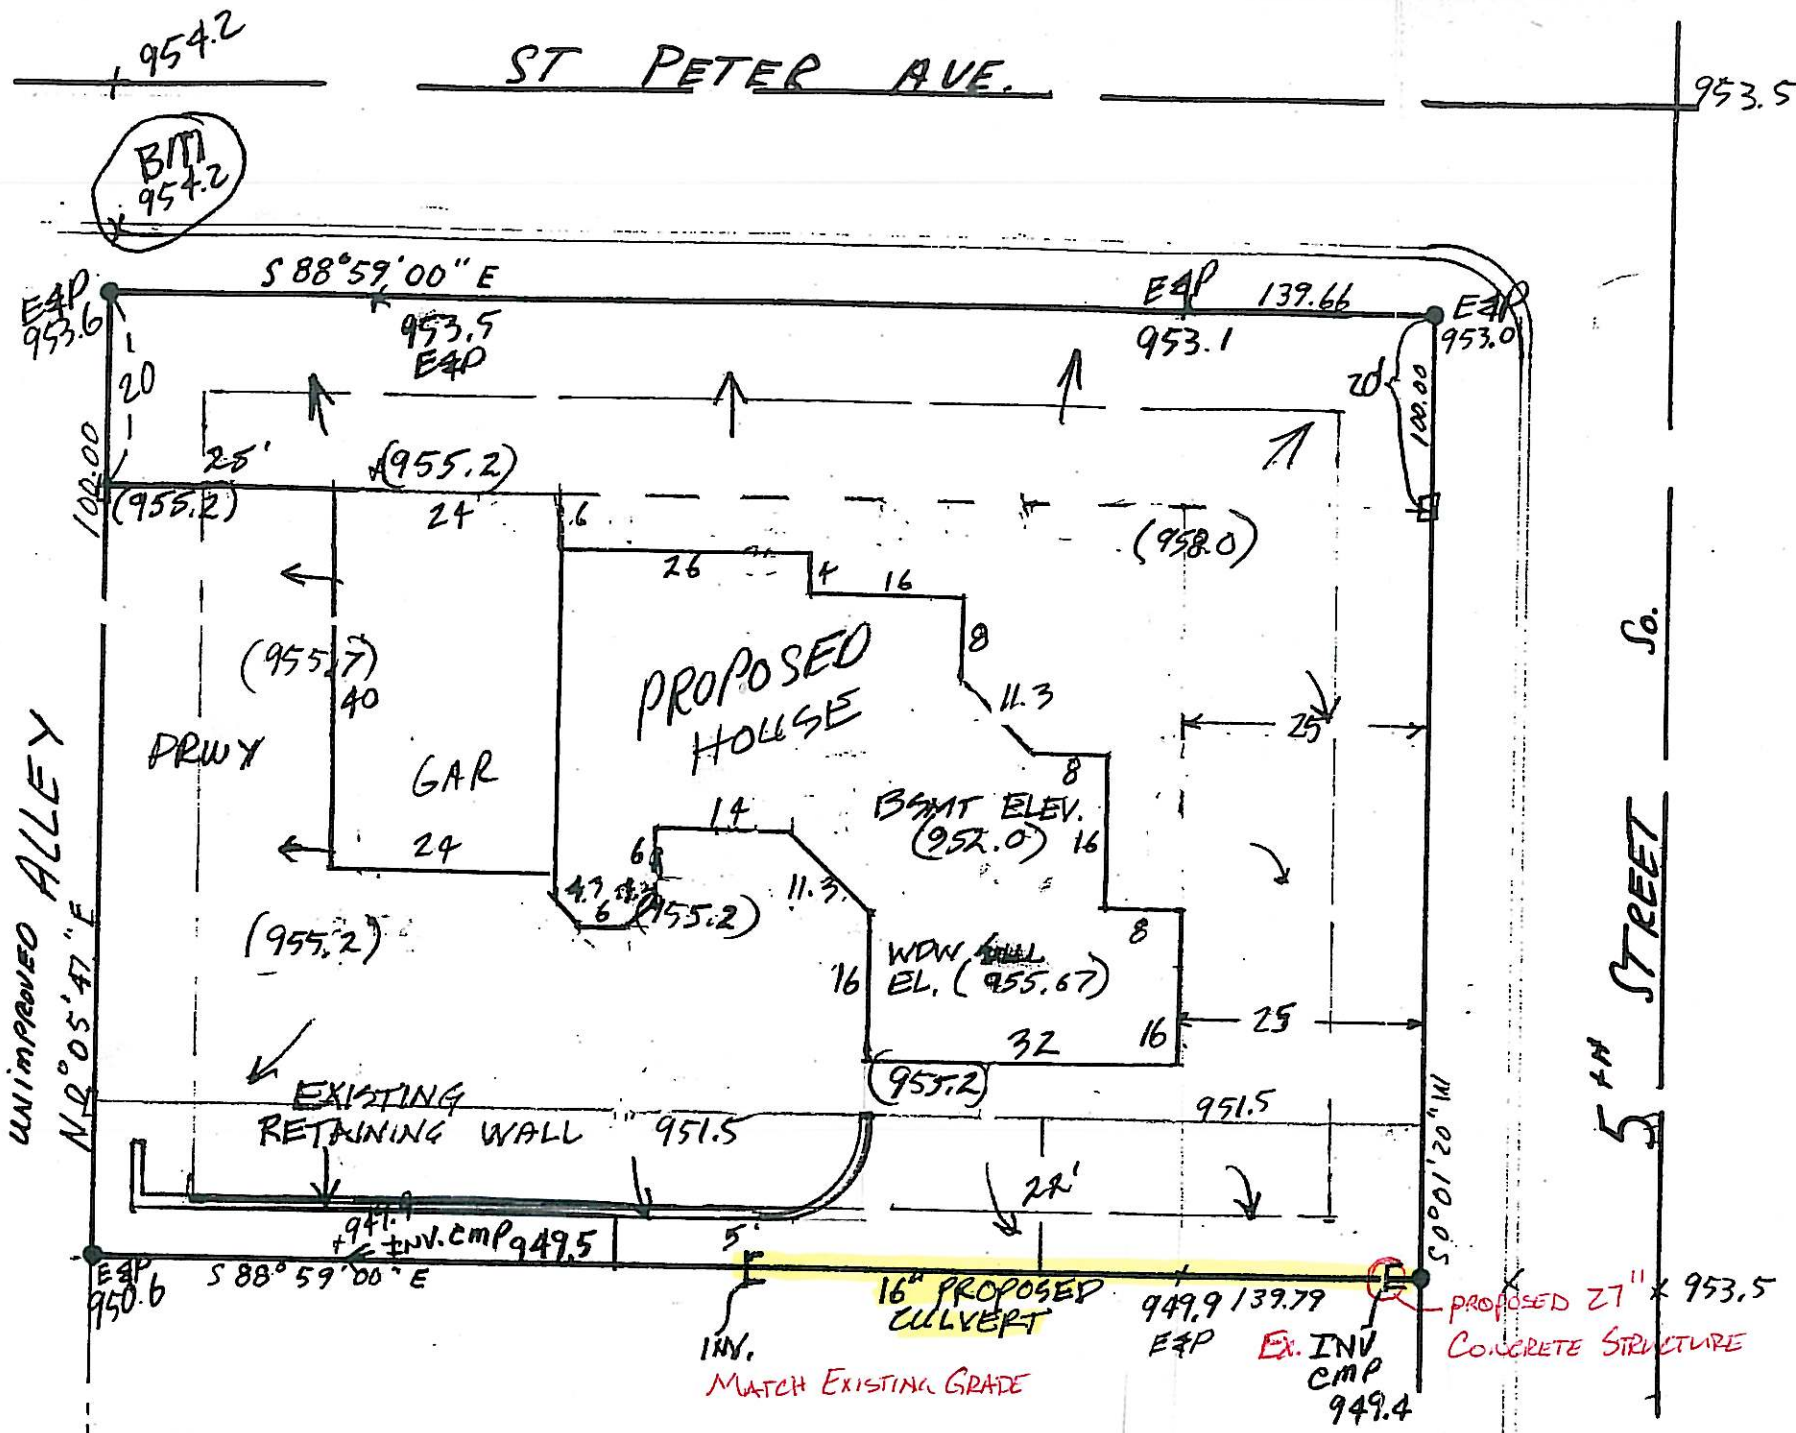 954.2
ST PETER AVE.
953.5
BM
954.2
S 88°59'00" E
E&P
139.66
E&P
953.6
E&P
953.0
953.5
E&P
953.1
20
20'
100.00
100.00
25'
(955.2)
(955.2)
24
6
(958.0)
26
4
16
8
(955.7)
40
PROPOSED
HOUSE
11.3
25
So.
DRWY
GAR
8
BSMT ELEV.
(952.0)
16
24
14
6
11.3
4.7
6
(955.2)
(955.2)
8
WDW
EL. (955.67)
16
16
25
32
(955.2)
UNIMPROVED ALLEY
N 0°05'47" E
5TH STREET
EXISTING
RETAINING WALL
951.5
951.5
22'
949.9
INV. CMP 949.5
5'
S 0°01'20" W
E&P
950.6
S 88°59'00" E
16" PROPOSED
CULVERT
949.9
E&P
139.79
953.5
PROPOSED 27"
CONCRETE STRUCTURE
INV.
Ex. INV
CMP
949.4
MATCH EXISTING GRADE